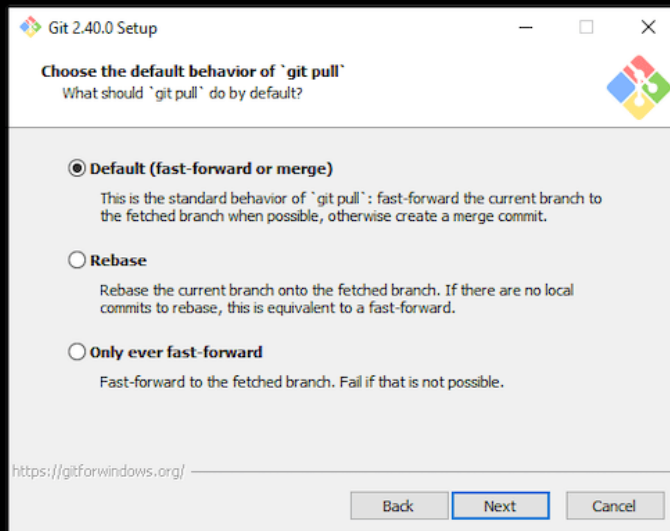 Git 2.40.0 Setup
Choose the default behavior of `git pull`
What should `git pull` do by default?
Default (fast-forward or merge)
This is the standard behavior of `git pull`: fast-forward the current branch to
the fetched branch when possible, otherwise create a merge commit.
Rebase
Rebase the current branch onto the fetched branch. If there are no local
commits to rebase, this is equivalent to a fast-forward.
Only ever fast-forward
Fast-forward to the fetched branch. Fail if that is not possible.
https://gitforwindows.org/
Back Next Cancel